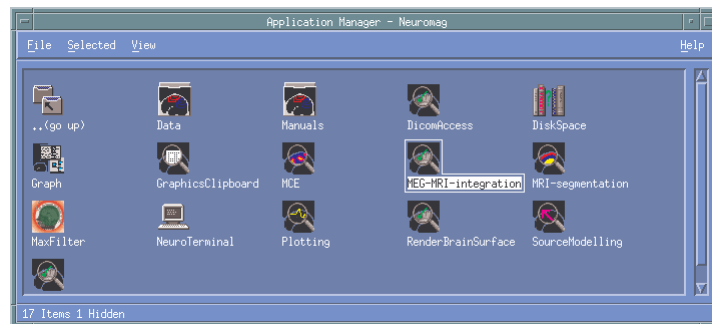 Application Manager - Neuromag
File Selected View Help
..(go up) Data Manuals DicomAccess DiskSpace
Graph GraphicsClipboard MCE MEG-MRI-integration MRI-segmentation
MaxFilter NeuroTerminal Plotting RenderBrainSurface SourceModelling
17 Items 1 Hidden